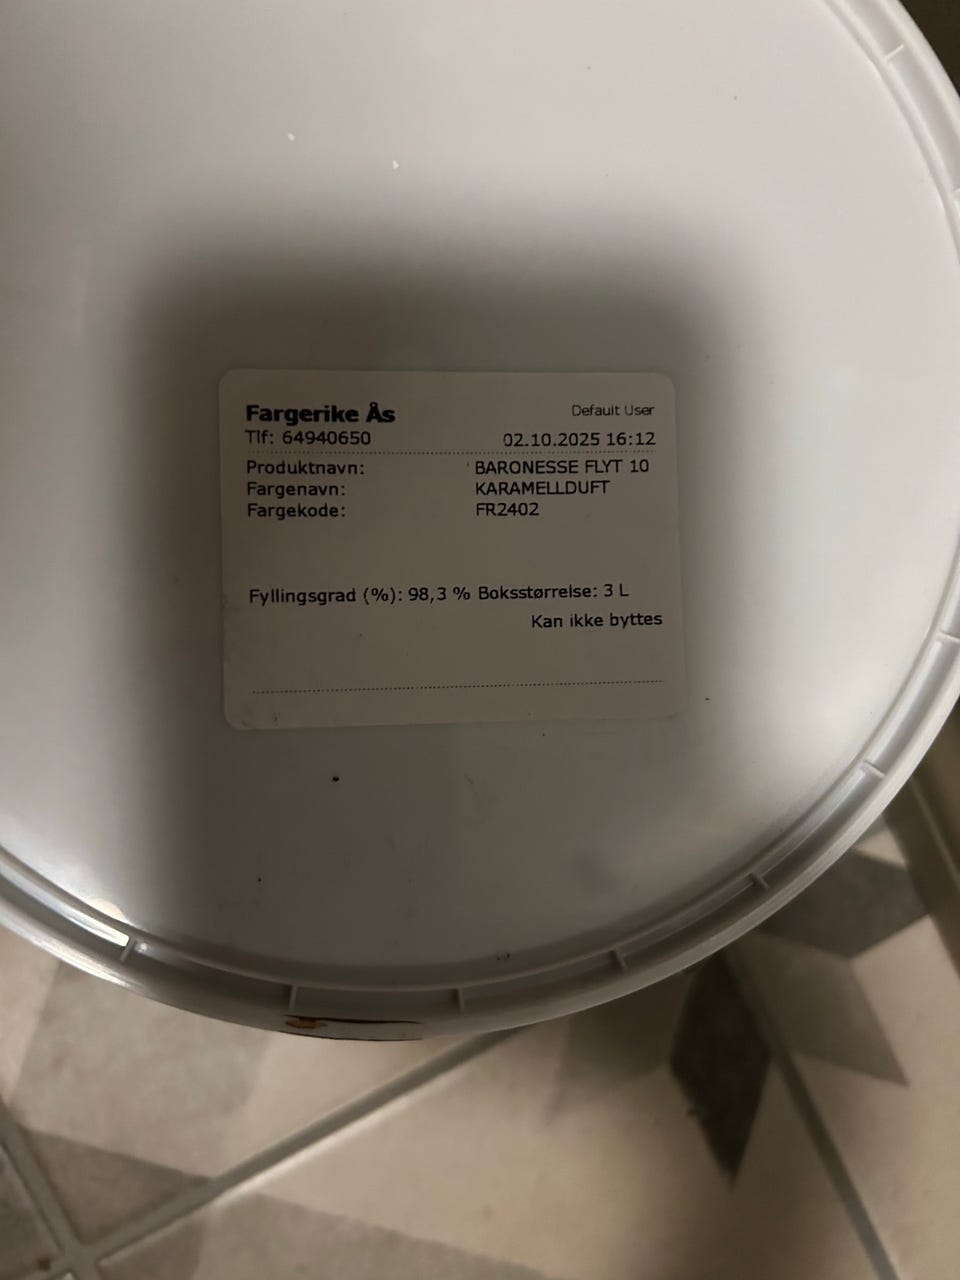 Fargerike Ås Default User
Tlf: 64940650 02.10.2025 16:12
Produktnavn: BARONESSE FLYT 10
Fargenavn: KARAMELLDUFT
Fargekode: FR2402
Fyllingsgrad (%): 98,3 % Boksstørrelse: 3 L
Kan ikke byttes